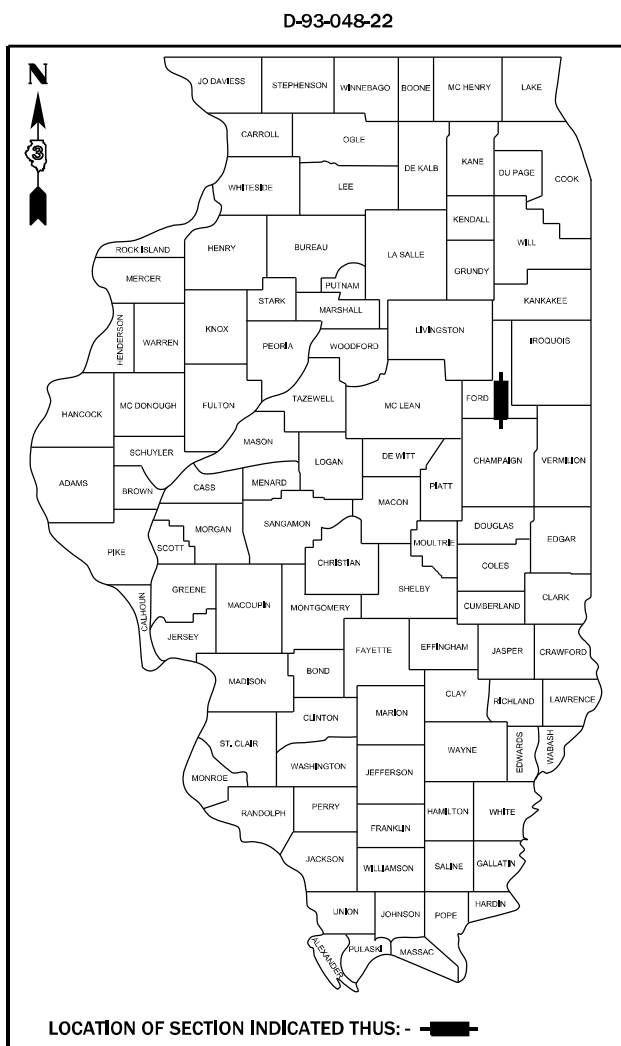 D-93-048-22
N
3
JO DAVIESS
STEPHENSON
WINNEBAGO
BOONE
MC HENRY
LAKE
CARROLL
OGLE
DE KALB
KANE
DU PAGE
COOK
WHITESIDE
LEE
KENDALL
WILL
ROCK ISLAND
HENRY
BUREAU
LA SALLE
GRUNDY
MERCER
PUTNAM
KANKAKEE
STARK
MARSHALL
HENDERSON
WARREN
KNOX
PEORIA
WOODFORD
LIVINGSTON
IROQUOIS
FORD
HANCOCK
MC DONOUGH
FULTON
TAZEWELL
MC LEAN
MASON
SCHUYLER
LOGAN
DE WITT
CHAMPAIGN
VERMILION
ADAMS
BROWN
CASS
MENARD
PIATT
MACON
MORGAN
SANGAMON
DOUGLAS
EDGAR
PIKE
SCOTT
MOULTRIE
CHRISTIAN
COLES
CALHOUN
GREENE
MACOUPIN
MONTGOMERY
SHELBY
CUMBERLAND
CLARK
JERSEY
FAYETTE
EFFINGHAM
JASPER
CRAWFORD
MADISON
BOND
CLAY
RICHLAND
LAWRENCE
CLINTON
MARION
ST. CLAIR
WAYNE
EDWARDS
WABASH
WASHINGTON
JEFFERSON
MONROE
RANDOLPH
PERRY
HAMILTON
WHITE
FRANKLIN
JACKSON
WILLIAMSON
SALINE
GALLATIN
UNION
JOHNSON
POPE
HARDIN
ALEXANDER
PULASKI
MASSAC
LOCATION OF SECTION INDICATED THUS: -